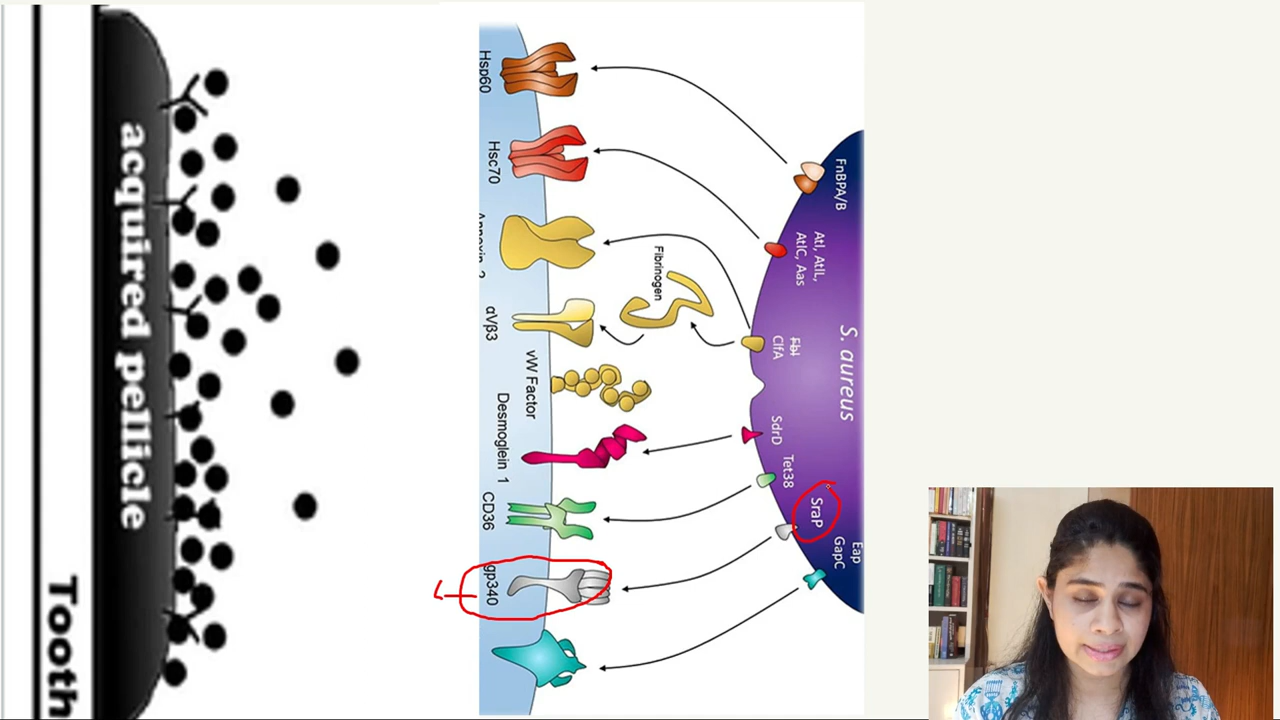 acquired pellicle
Tooth
Hsp60
Hsc70
αVβ3
vW Factor
Desmoglein 1
CD36
gp340
Fibrinogen
FnBPA/B
Atl, AtlL,
AtlC, Aas
Fbl
ClfA
S. aureus
SdrD
Tet38
SraP
GapC
Eap